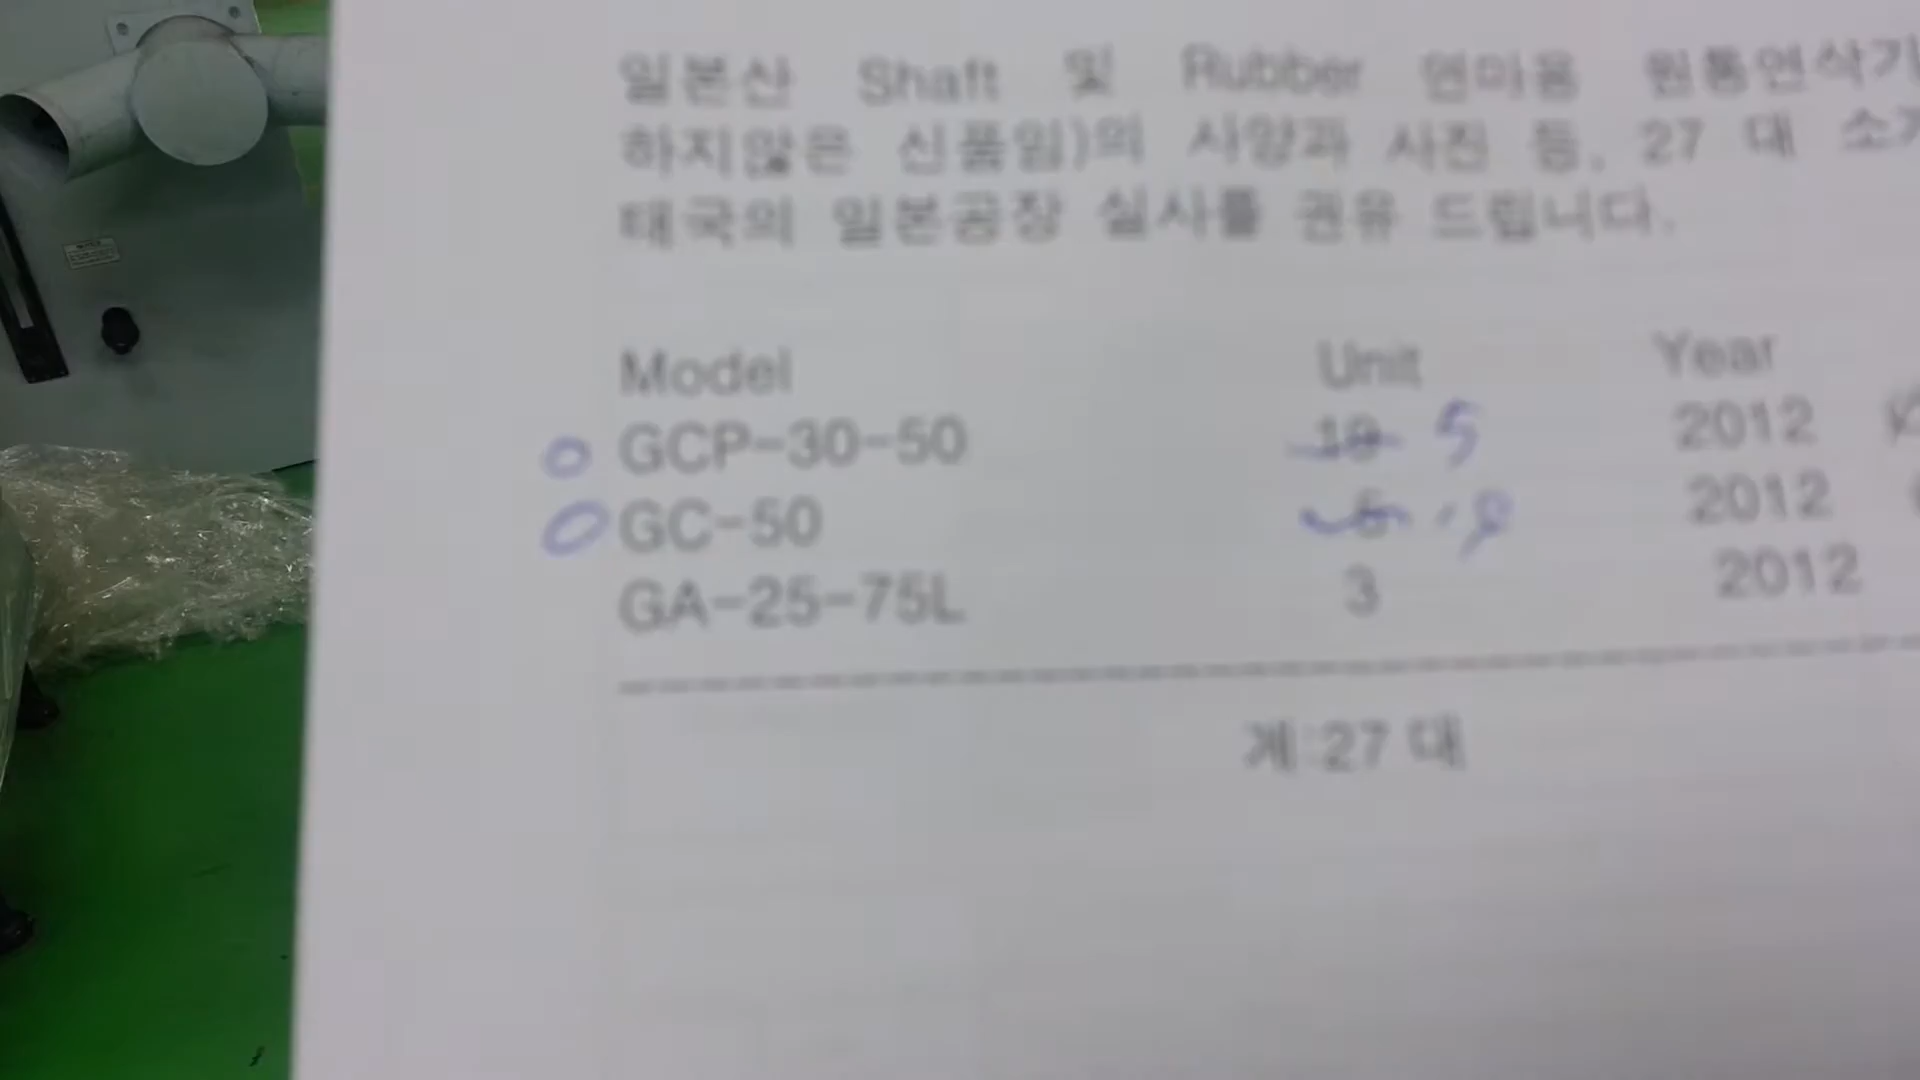 일본산 Shaft 및 Rubber 연마용 원통연삭기
하지않은 신품임)의 사양과 사진 등, 27 대
태국의 일본공장 실사를 권유 드립니다.
Model Unit Year
GCP-30-50 5 2012
GC-50 2012
GA-25-75L 3 2012
계:27 대